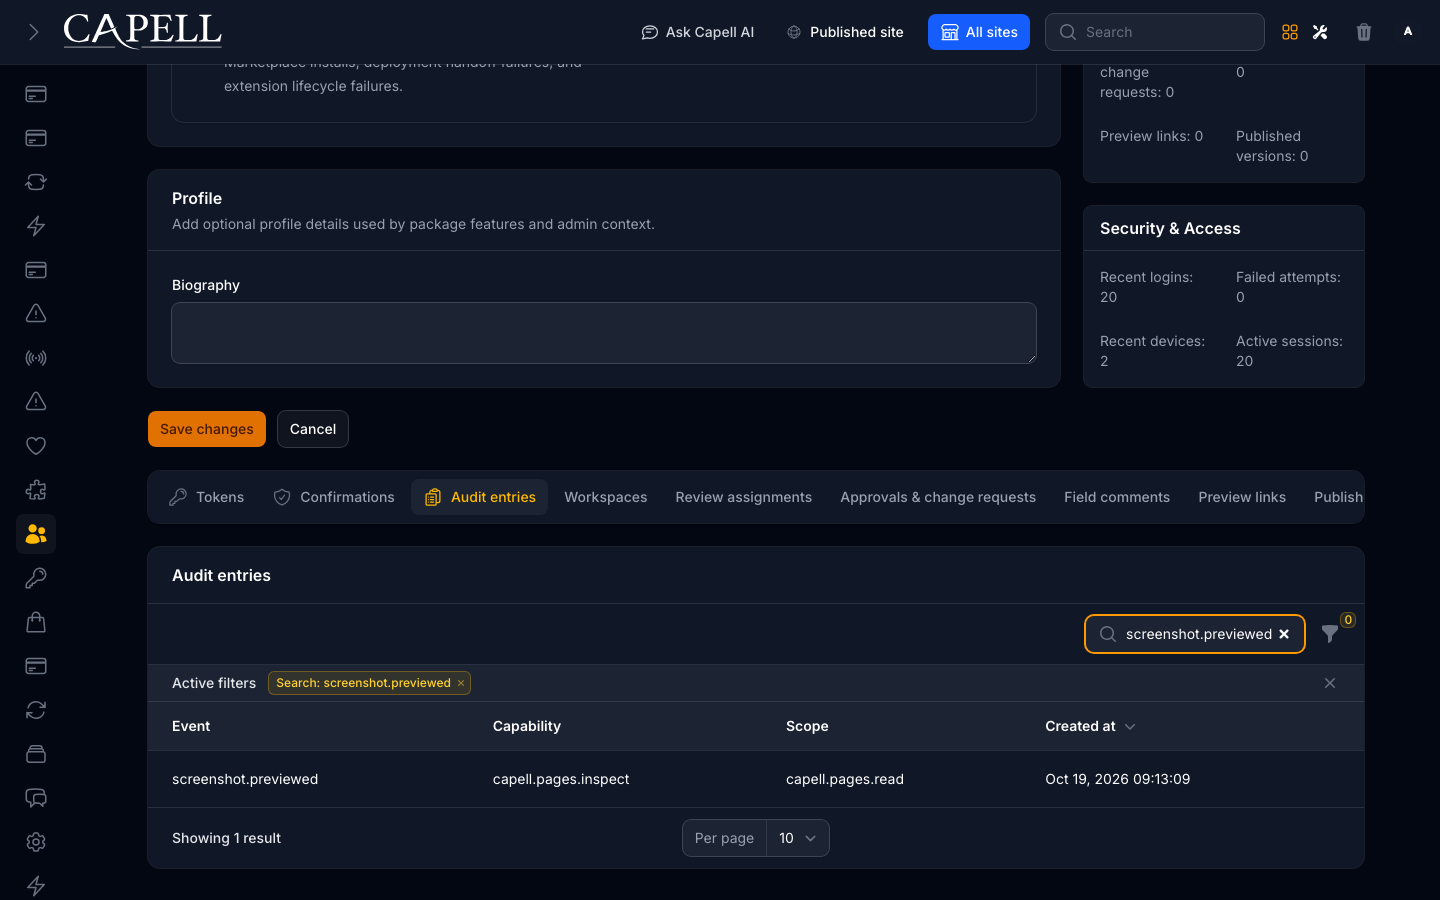 CAPELL
Ask Capell AI
Published site
All sites
Search
A
Marketplace installs, deployment handoff failures, and
extension lifecycle failures.
change
requests: 0
0
Preview links: 0
Published
versions: 0
Profile
Add optional profile details used by package features and admin context.
Biography
Security & Access
Recent logins:
20
Failed attempts:
0
Recent devices:
2
Active sessions:
20
Save changes
Cancel
Tokens
Confirmations
Audit entries
Workspaces
Review assignments
Approvals & change requests
Field comments
Preview links
Publish
Audit entries
screenshot.previewed
0
Active filters
Search: screenshot.previewed
Event
Capability
Scope
Created at
screenshot.previewed
capell.pages.inspect
capell.pages.read
Oct 19, 2026 09:13:09
Showing 1 result
Per page
10